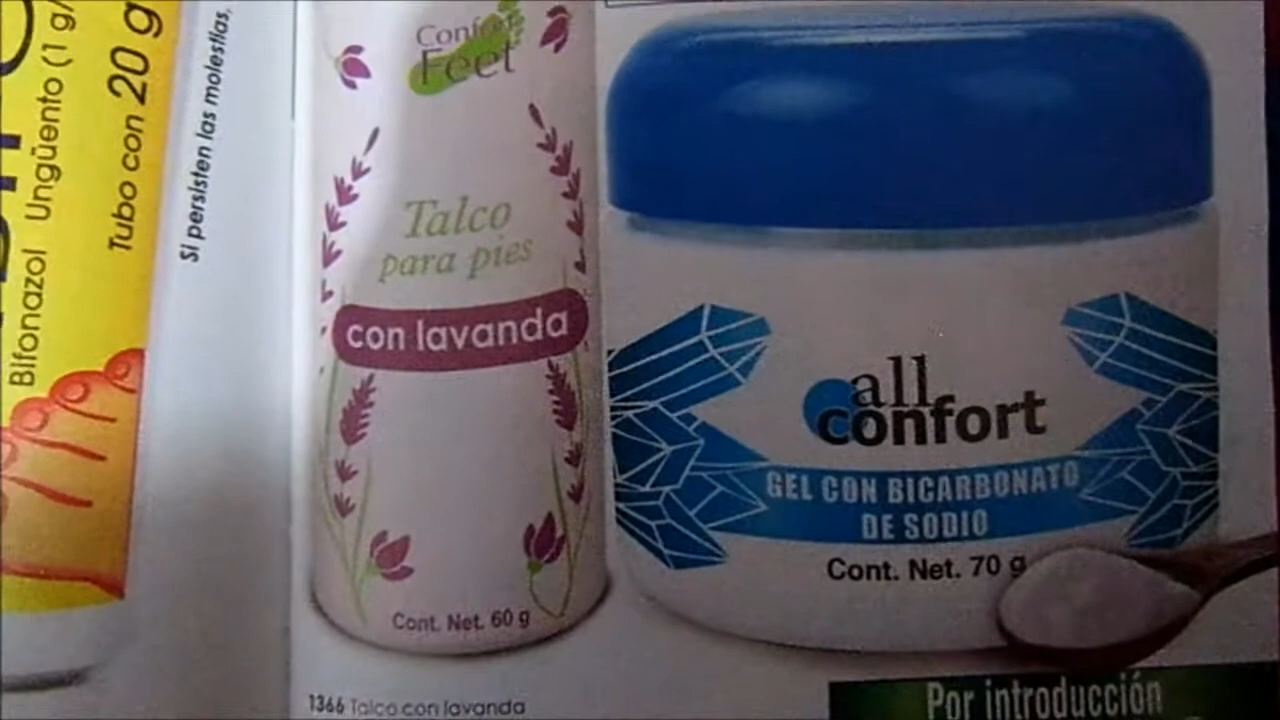 Bifonazol Ungüento (1 g/
Tubo con 20 g
Si persisten las molestias,
Confort
Feet
Talco
para pies
con lavanda
Cont. Net. 60 g
1366 Talco con lavanda
all
confort
GEL CON BICARBONATO
DE SODIO
Cont. Net. 70 g
Por introducción